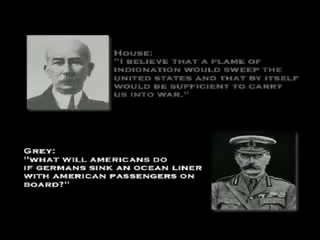 House:
"I believe that a flame of
indignation would sweep the
United States and that by itself
would be sufficient to carry
us into war."
Grey:
"What will Americans do
if Germans sink an ocean liner
with American passengers on
board?"